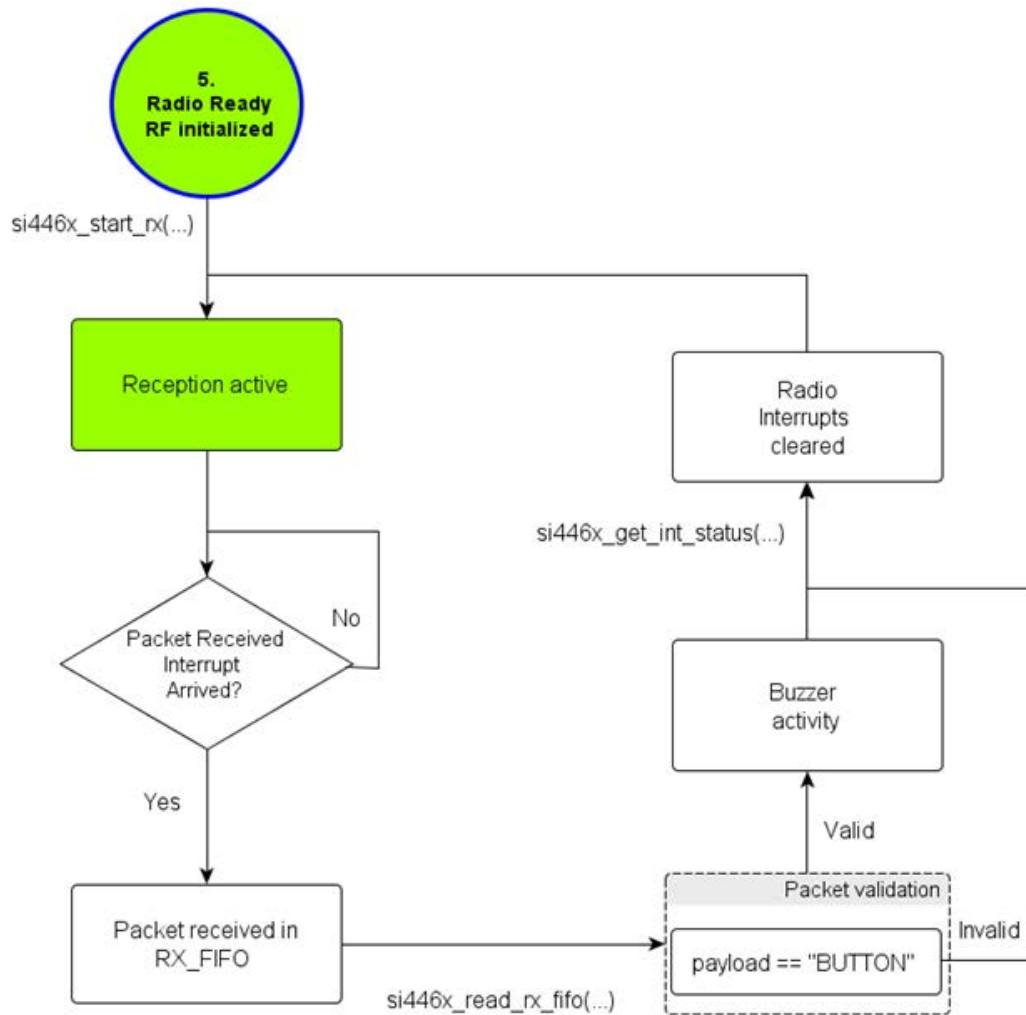 5.
Radio Ready
RF initialized
si446x_start_rx(...)
Reception active
Radio
Interrupts
cleared
si446x_get_int_status(...)
No
Packet Received
Interrupt
Arrived?
Buzzer
activity
Yes
Valid
Packet validation
Packet received in
RX_FIFO
payload == "BUTTON"
Invalid
si446x_read_rx_fifo(...)